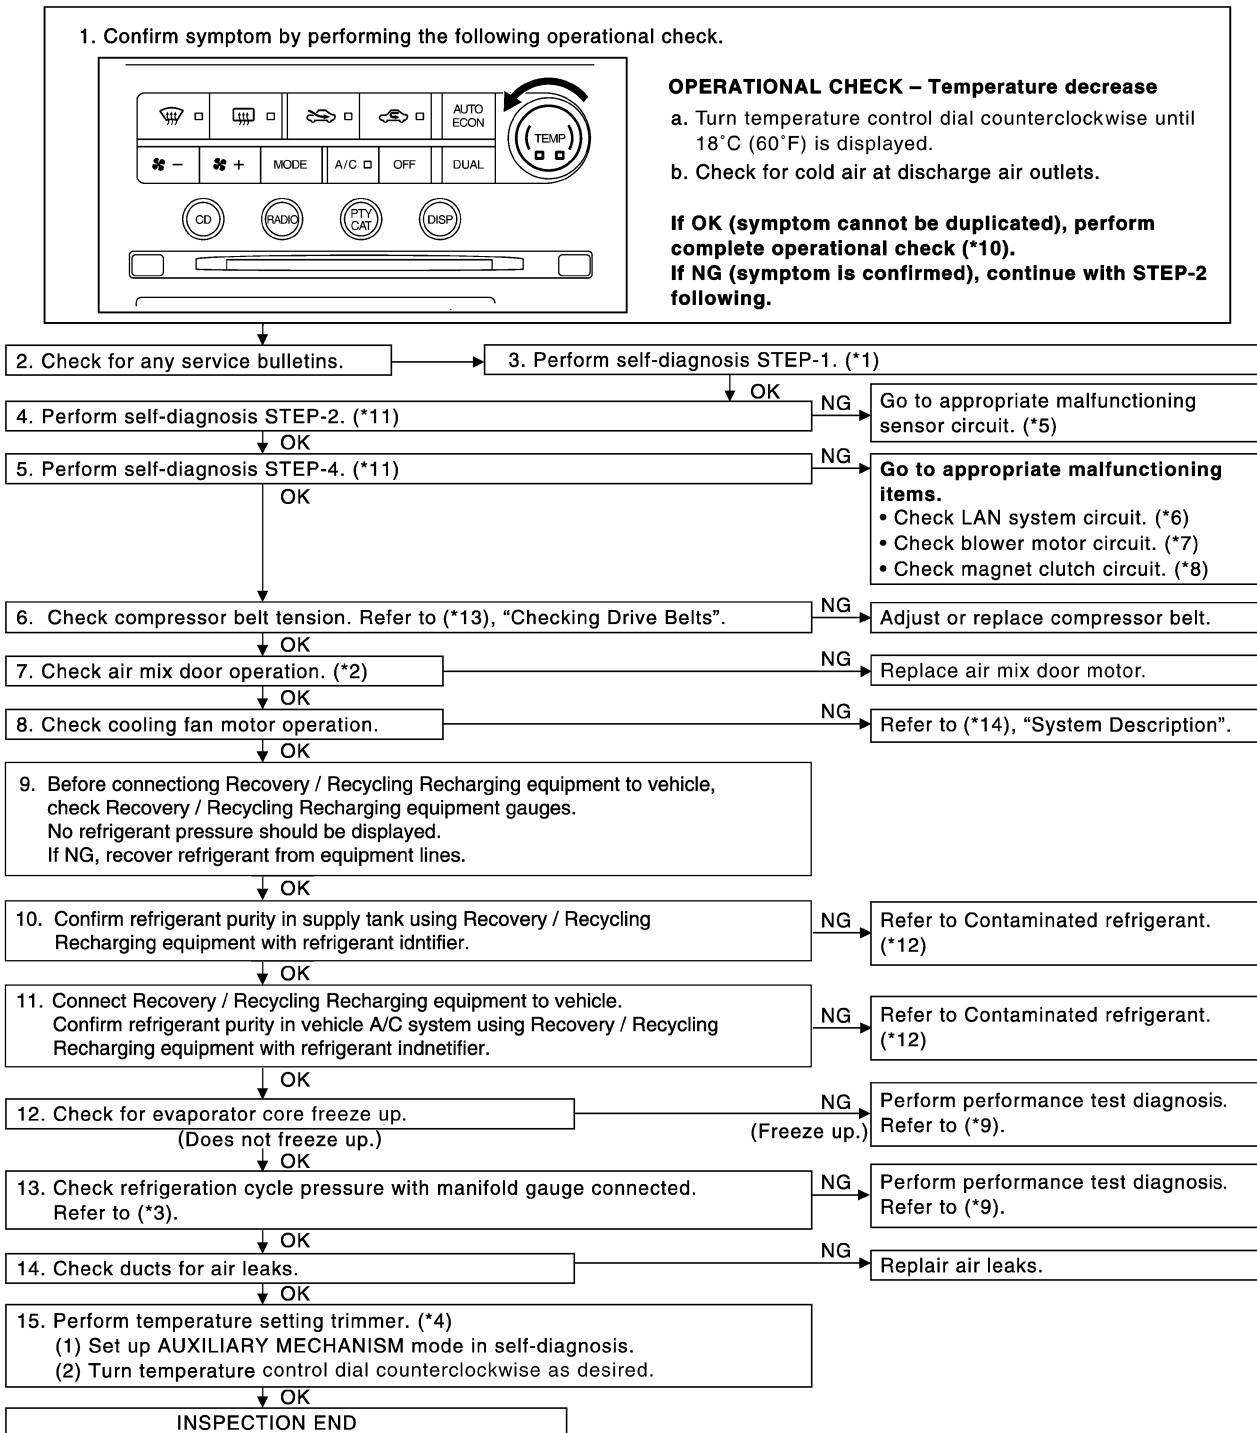 1. Confirm symptom by performing the following operational check.
AUTO
ECON
TEMP
−
+
MODE
A/C
OFF
DUAL
CD
RADIO
PTY
CAT
DISP
OPERATIONAL CHECK – Temperature decrease
a. Turn temperature control dial counterclockwise until
18˚C (60˚F) is displayed.
b. Check for cold air at discharge air outlets.
If OK (symptom cannot be duplicated), perform
complete operational check (*10).
If NG (symptom is confirmed), continue with STEP-2
following.
2. Check for any service bulletins.
3. Perform self-diagnosis STEP-1. (*1)
OK
4. Perform self-diagnosis STEP-2. (*11)
NG
Go to appropriate malfunctioning
sensor circuit. (*5)
OK
5. Perform self-diagnosis STEP-4. (*11)
NG
Go to appropriate malfunctioning
items.
• Check LAN system circuit. (*6)
• Check blower motor circuit. (*7)
• Check magnet clutch circuit. (*8)
OK
6. Check compressor belt tension. Refer to (*13), “Checking Drive Belts”.
NG
Adjust or replace compressor belt.
OK
7. Check air mix door operation. (*2)
NG
Replace air mix door motor.
OK
8. Check cooling fan motor operation.
NG
Refer to (*14), “System Description”.
OK
9. Before connectiong Recovery / Recycling Recharging equipment to vehicle,
check Recovery / Recycling Recharging equipment gauges.
No refrigerant pressure should be displayed.
If NG, recover refrigerant from equipment lines.
OK
10. Confirm refrigerant purity in supply tank using Recovery / Recycling
Recharging equipment with refrigerant idntifier.
NG
Refer to Contaminated refrigerant.
(*12)
OK
11. Connect Recovery / Recycling Recharging equipment to vehicle.
Confirm refrigerant purity in vehicle A/C system using Recovery / Recycling
Recharging equipment with refrigerant indnetifier.
NG
Refer to Contaminated refrigerant.
(*12)
OK
12. Check for evaporator core freeze up.
NG
(Freeze up.)
Perform performance test diagnosis.
Refer to (*9).
(Does not freeze up.)
OK
13. Check refrigeration cycle pressure with manifold gauge connected.
Refer to (*3).
NG
Perform performance test diagnosis.
Refer to (*9).
OK
14. Check ducts for air leaks.
NG
Replair air leaks.
OK
15. Perform temperature setting trimmer. (*4)
(1) Set up AUXILIARY MECHANISM mode in self-diagnosis.
(2) Turn temperature control dial counterclockwise as desired.
OK
INSPECTION END